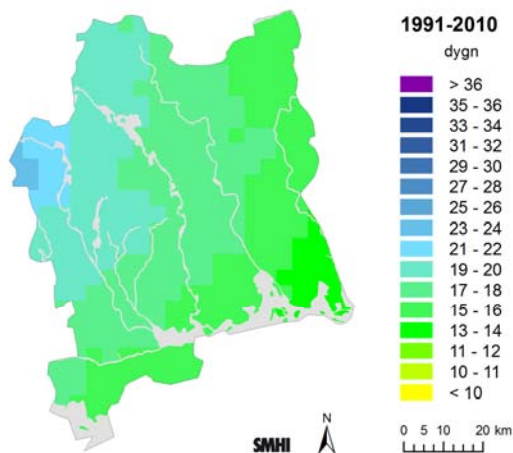 1991-2010
dygn
> 36
35 - 36
33 - 34
31 - 32
29 - 30
27 - 28
25 - 26
23 - 24
21 - 22
19 - 20
17 - 18
15 - 16
13 - 14
11 - 12
10 - 11
< 10
SMHI
N
0 5 10 20 km